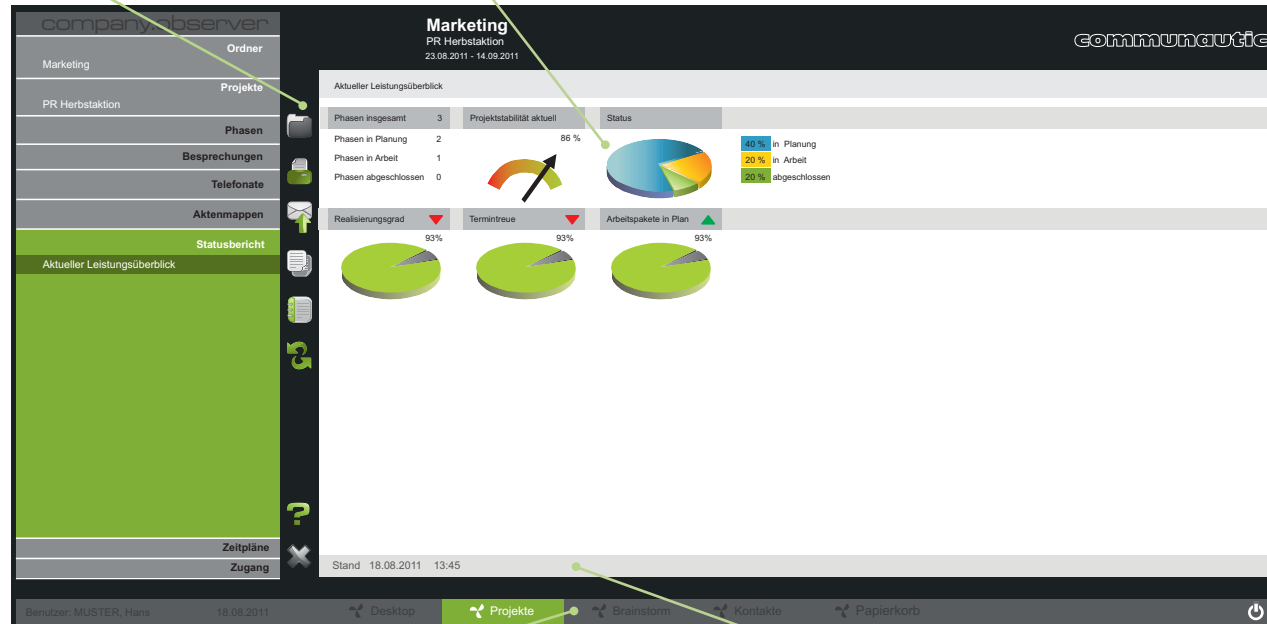 company.observer
Ordner
Marketing
Projekte
PR Herbstaktion
Phasen
Besprechungen
Telefonate
Aktenmappen
Statusbericht
Aktueller Leistungsüberblick
Zeitpläne
Zugang
Marketing
PR Herbstaktion
23.08.2011 - 14.09.2011
communautic
Aktueller Leistungsüberblick
Phasen insgesamt 3 Projektstabilität aktuell Status
Phasen in Planung 2 86 % 40 % in Planung
Phasen in Arbeit 1 20 % in Arbeit
Phasen abgeschlossen 0 20 % abgeschlossen
Realisierungsgrad Termintreue Arbeitspakete in Plan
93% 93% 93%
Stand 18.08.2011 13:45
Benutzer: MUSTER, Hans 18.08.2011 Desktop Projekte Brainstorm Kontakte Papierkorb